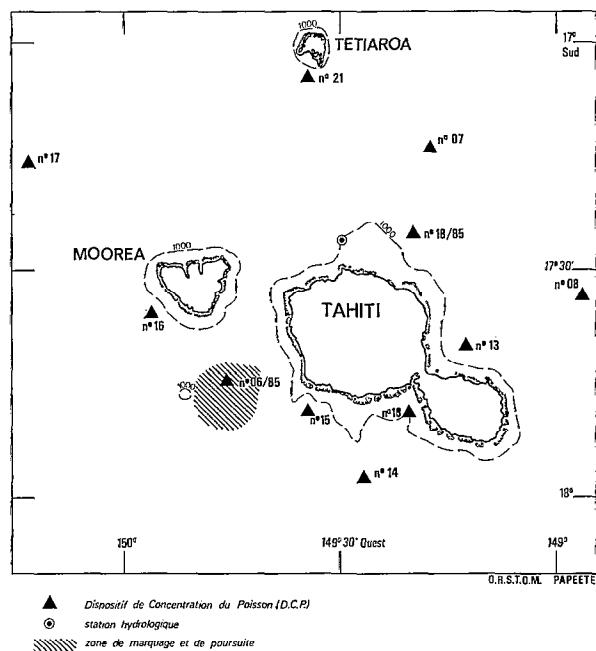 1000
TETIAROA
17°
Sud
n° 21
n° 07
n° 17
1000
n° 18/85
1000
MOOREA
17°30'
n° 08
TAHITI
n° 16
n° 13
n° 06/85
1000
n° 15
n° 18
n° 14
18°
150°
149° 30' Ouest
149°
O.R.S.T.O.M. PAPEETE
Dispositif de Concentration du Poisson (D.C.P.)
station hydrologique
zone de marquage et de poursuite